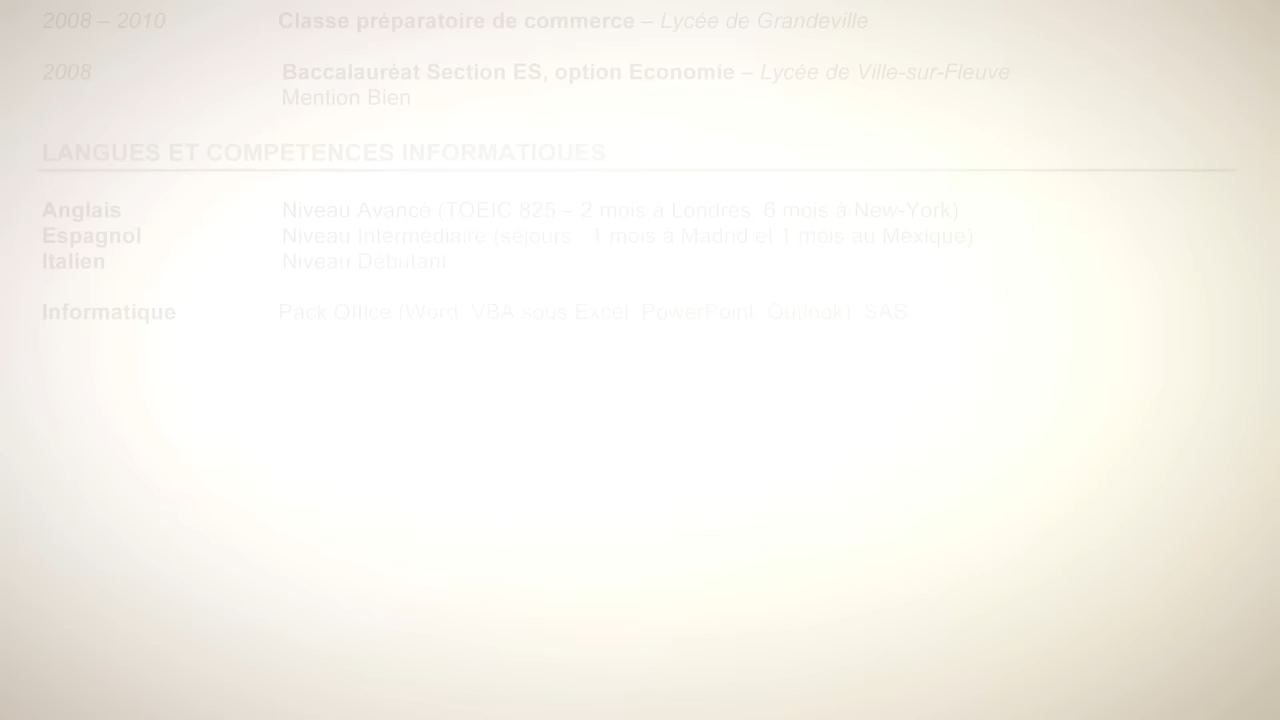 2008 – 2010 Classe préparatoire de commerce – Lycée de Grandeville
2008 Baccalauréat Section ES, option Economie – Lycée de Ville-sur-Fleuve
Mention Bien
LANGUES ET COMPETENCES INFORMATIQUES
Anglais Niveau Avancé (TOEIC 825 – 2 mois à Londres, 6 mois à New-York)
Espagnol Niveau Intermédiaire (séjours : 1 mois à Madrid et 1 mois au Mexique)
Italien Niveau Débutant
Informatique Pack Office (Word, VBA sous Excel, PowerPoint, Outlook), SAS